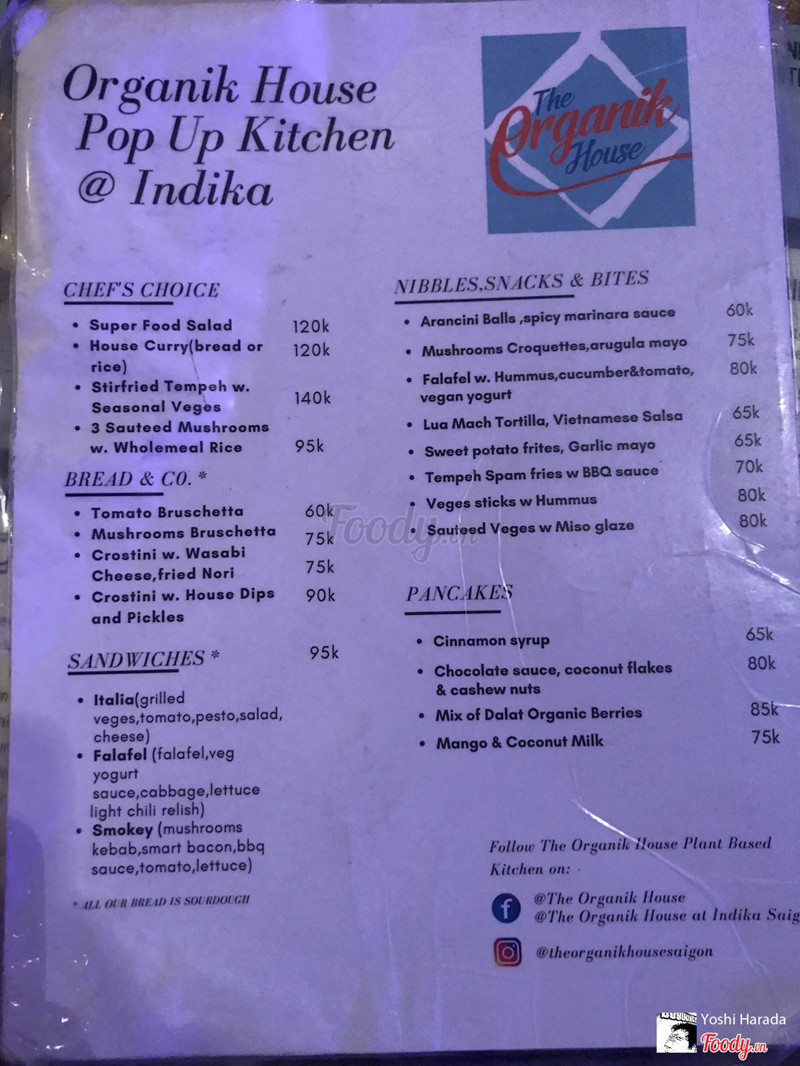 Organik House
Pop Up Kitchen
@ Indika
The
Organik
House
CHEF'S CHOICE
• Super Food Salad 120k
• House Curry(bread or 120k
rice)
• Stirfried Tempeh w.
Seasonal Veges 140k
• 3 Sauteed Mushrooms
w. Wholemeal Rice 95k
BREAD & CO. *
• Tomato Bruschetta 60k
• Mushrooms Bruschetta 75k
• Crostini w. Wasabi 75k
Cheese,fried Nori
• Crostini w. House Dips 90k
and Pickles
SANDWICHES * 95k
• Italia(grilled
veges,tomato,pesto,salad,
cheese)
• Falafel (falafel,veg
yogurt
sauce,cabbage,lettuce
light chili relish)
• Smokey (mushrooms
kebab,smart bacon,bbq
sauce,tomato,lettuce)
* ALL OUR BREAD IS SOURDOUGH
NIBBLES,SNACKS & BITES
• Arancini Balls ,spicy marinara sauce 60k
• Mushrooms Croquettes,arugula mayo 75k
• Falafel w. Hummus,cucumber&tomato, 80k
vegan yogurt
• Lua Mach Tortilla, Vietnamese Salsa 65k
• Sweet potato frites, Garlic mayo 65k
• Tempeh Spam fries w BBQ sauce 70k
• Veges sticks w Hummus 80k
• Sauteed Veges w Miso glaze 80k
PANCAKES
• Cinnamon syrup 65k
• Chocolate sauce, coconut flakes 80k
& cashew nuts
• Mix of Dalat Organic Berries 85k
• Mango & Coconut Milk 75k
Follow The Organik House Plant Based
Kitchen on:
@The Organik House
@The Organik House at Indika Saig
@theorganikhousesaigon
Foody.vn
Yoshi Harada
Foody.vn